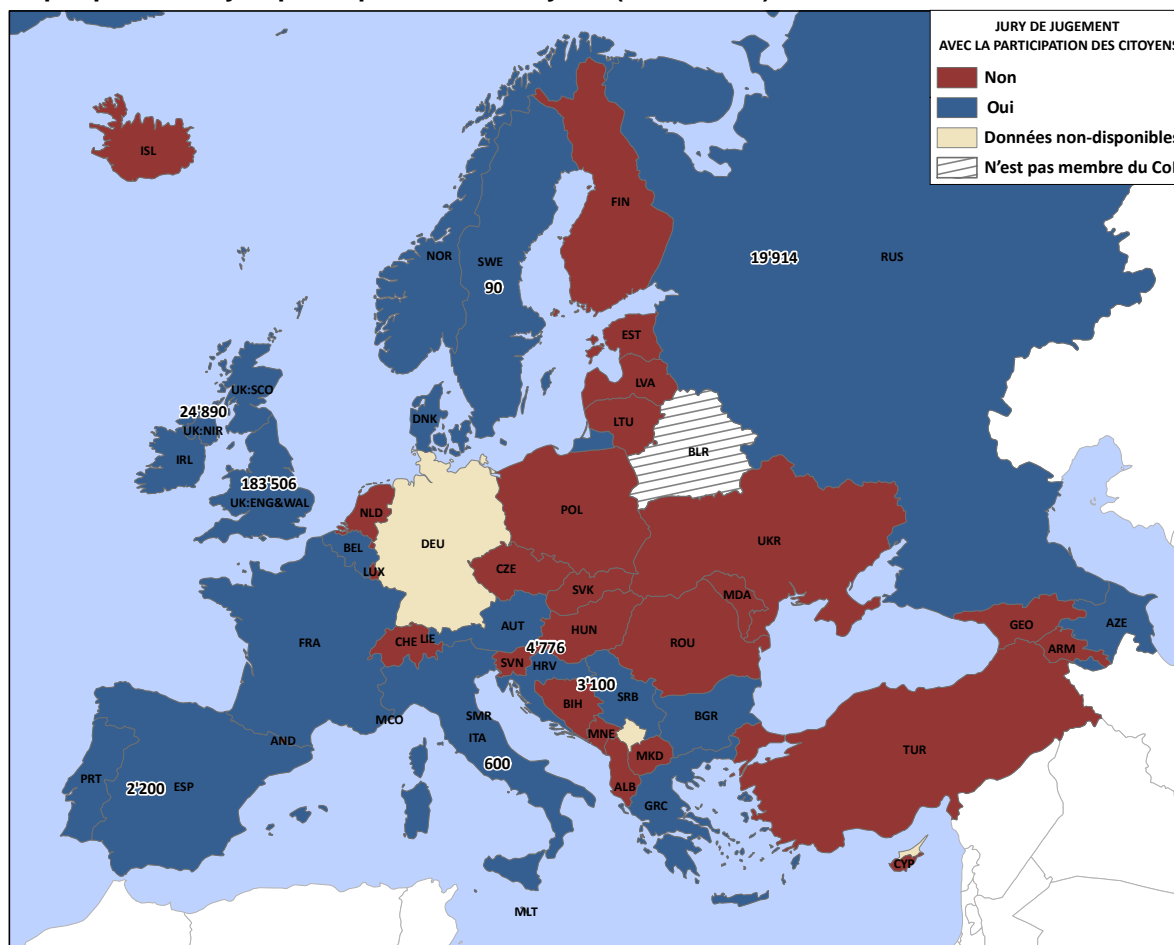 JURY DE JUGEMENT
AVEC LA PARTICIPATION DES CITOYENS
Non
Oui
Données non-disponibles
N'est pas membre du CoE
ISL
FIN
NOR
SWE
90
19'914
RUS
EST
LVA
LTU
BLR
UK:SCO
24'890
UK:NIR
IRL
DNK
183'506
UK:ENG&WAL
NLD
BEL
LUX
DEU
POL
UKR
CZE
SVK
MDA
AUT
HUN
FRA
CHE
LIE
4'776
SVN
HRV
ROU
GEO
AZE
ARM
3'100
SRB
BIH
BGR
MCO
SMR
ITA
MNE
MKD
AND
600
TUR
PRT
2'200
ESP
ALB
GRC
CYP
MLT